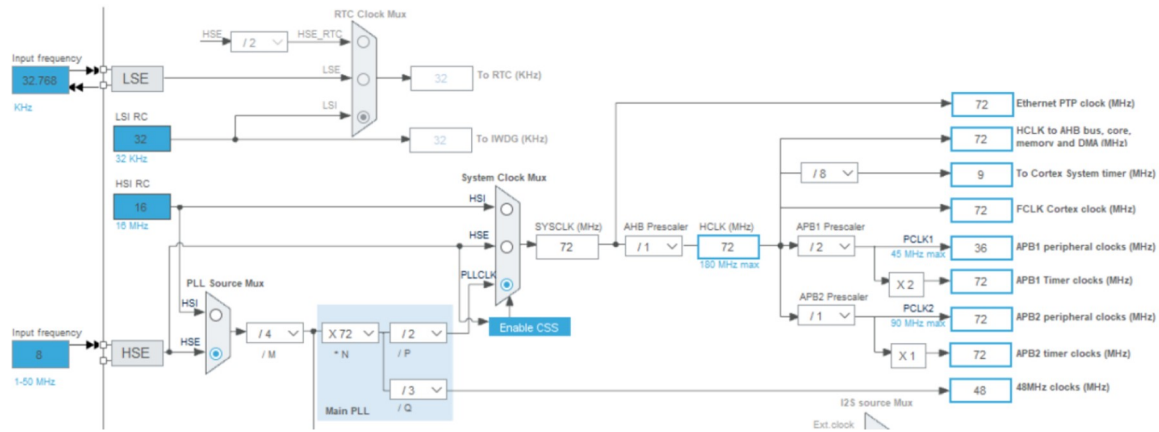 RTC Clock Mux
HSE
/ 2
HSE_RTC
Input frequency
32.768
KHz
LSE
LSE
32
To RTC (KHz)
LSI RC
LSI
32
32 KHz
32
To IWDG (KHz)
72
Ethernet PTP clock (MHz)
72
HCLK to AHB bus, core,
memory and DMA (MHz)
/ 8
9
To Cortex System timer (MHz)
HSI RC
16
16 MHz
System Clock Mux
HSI
HSE
PLLCLK
SYSCLK (MHz)
72
AHB Prescaler
/ 1
HCLK (MHz)
72
180 MHz max
72
FCLK Cortex clock (MHz)
APB1 Prescaler
/ 2
PCLK1
45 MHz max
36
APB1 peripheral clocks (MHz)
X 2
72
APB1 Timer clocks (MHz)
APB2 Prescaler
/ 1
PCLK2
90 MHz max
72
APB2 peripheral clocks (MHz)
X 1
72
APB2 timer clocks (MHz)
PLL Source Mux
HSI
HSE
Input frequency
8
1-50 MHz
HSE
/ 4
/ M
X 72
* N
/ 2
/ P
Enable CSS
/ 3
/ Q
Main PLL
48
48MHz clocks (MHz)
I2S source Mux
Ext.clock